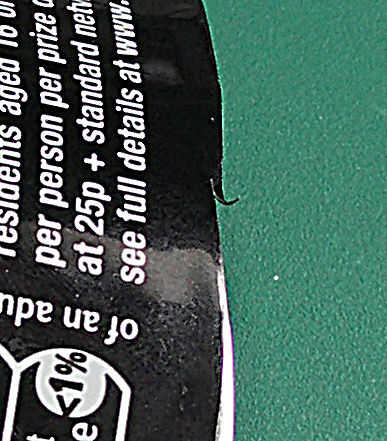 residents aged 16 or
per person per prize
at 25p + standard netw
see full details at www.
of an adu
<1%